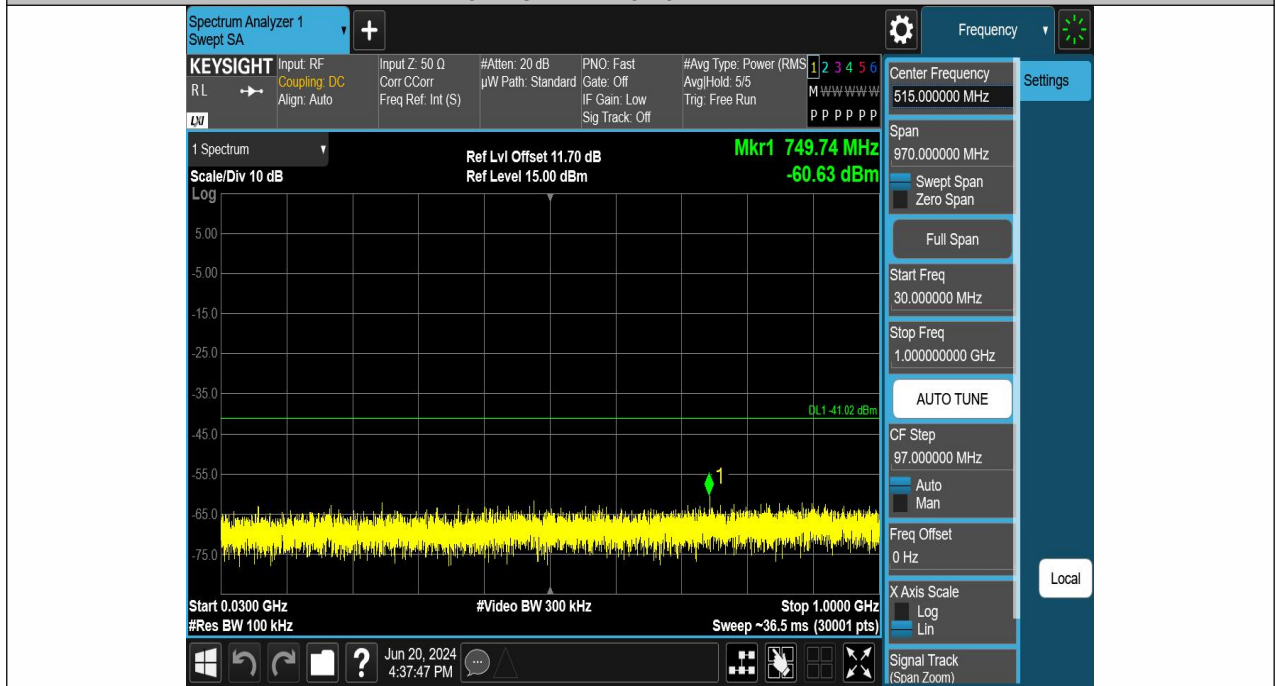 Spectrum Analyzer 1
Swept SA
+
Frequency
KEYSIGHT
RL
LXI
Input: RF
Coupling: DC
Align: Auto
Input Z: 50 Ω
Corr CCorr
Freq Ref: Int (S)
#Atten: 20 dB
µW Path: Standard
PNO: Fast
Gate: Off
IF Gain: Low
Sig Track: Off
#Avg Type: Power (RMS
Avg|Hold: 5/5
Trig: Free Run
1 2 3 4 5 6
M W W W W W
P P P P P P
1 Spectrum
Scale/Div 10 dB
Log
Ref Lvl Offset 11.70 dB
Ref Level 15.00 dBm
Mkr1 749.74 MHz
-60.63 dBm
5.00
-5.00
-15.0
-25.0
-35.0
DL1 -41.02 dBm
-45.0
-55.0
1
-65.0
-75.0
Start 0.0300 GHz
#Res BW 100 kHz
#Video BW 300 kHz
Stop 1.0000 GHz
Sweep ~36.5 ms (30001 pts)
?
Jun 20, 2024
4:37:47 PM
Center Frequency
515.000000 MHz
Settings
Span
970.000000 MHz
Swept Span
Zero Span
Full Span
Start Freq
30.000000 MHz
Stop Freq
1.000000000 GHz
AUTO TUNE
CF Step
97.000000 MHz
Auto
Man
Freq Offset
0 Hz
X Axis Scale
Log
Lin
Local
Signal Track
(Span Zoom)